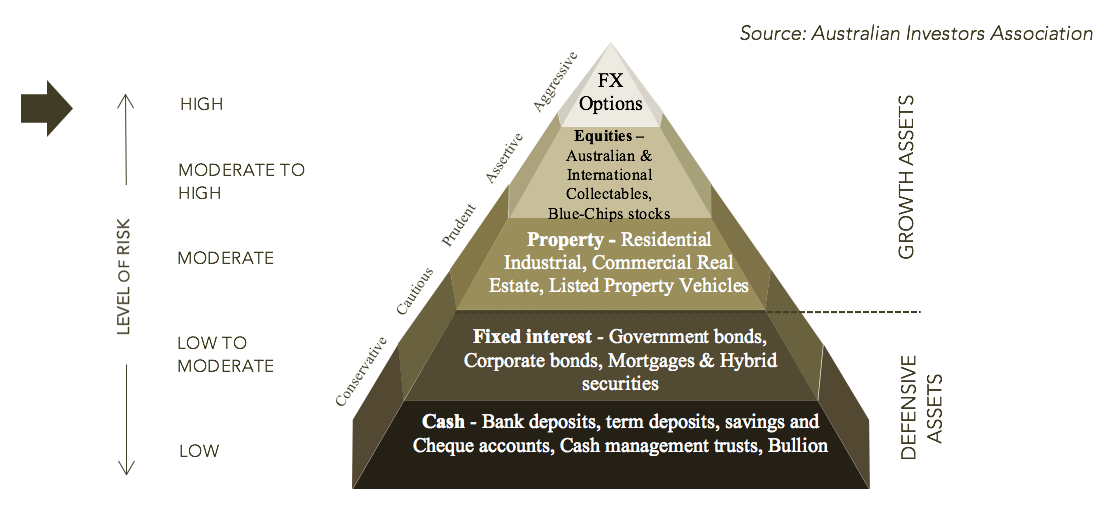 Source: Australian Investors Association
HIGH
MODERATE TO
HIGH
MODERATE
LOW TO
MODERATE
LOW
LEVEL OF RISK
Aggressive
Assertive
Prudent
Cautious
Conservative
FX
Options
Equities –
Australian &
International
Collectables,
Blue-Chips stocks
Property - Residential
Industrial, Commercial Real
Estate, Listed Property Vehicles
Fixed interest - Government bonds,
Corporate bonds, Mortgages & Hybrid
securities
Cash - Bank deposits, term deposits, savings and
Cheque accounts, Cash management trusts, Bullion
GROWTH ASSETS
DEFENSIVE
ASSETS